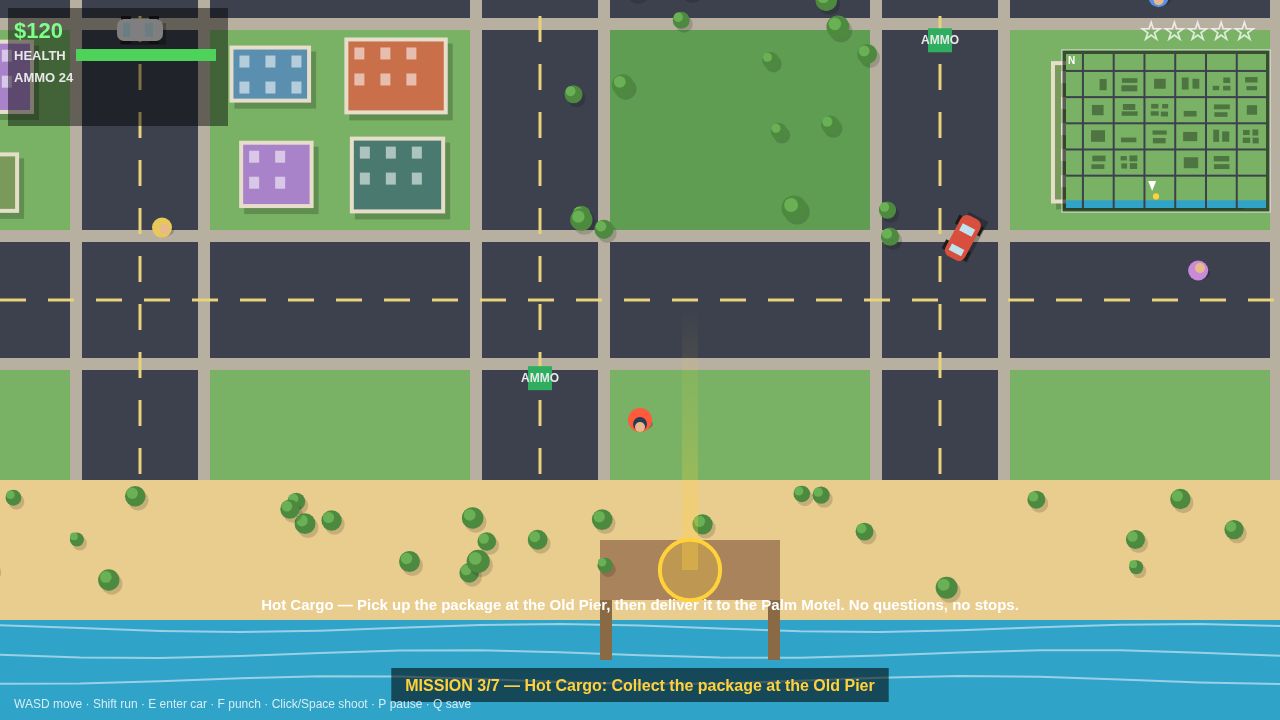 $120
HEALTH
AMMO 24
AMMO
N
AMMO
Hot Cargo — Pick up the package at the Old Pier, then deliver it to the Palm Motel. No questions, no stops.
MISSION 3/7 — Hot Cargo: Collect the package at the Old Pier
WASD move · Shift run · E enter car · F punch · Click/Space shoot · P pause · Q save